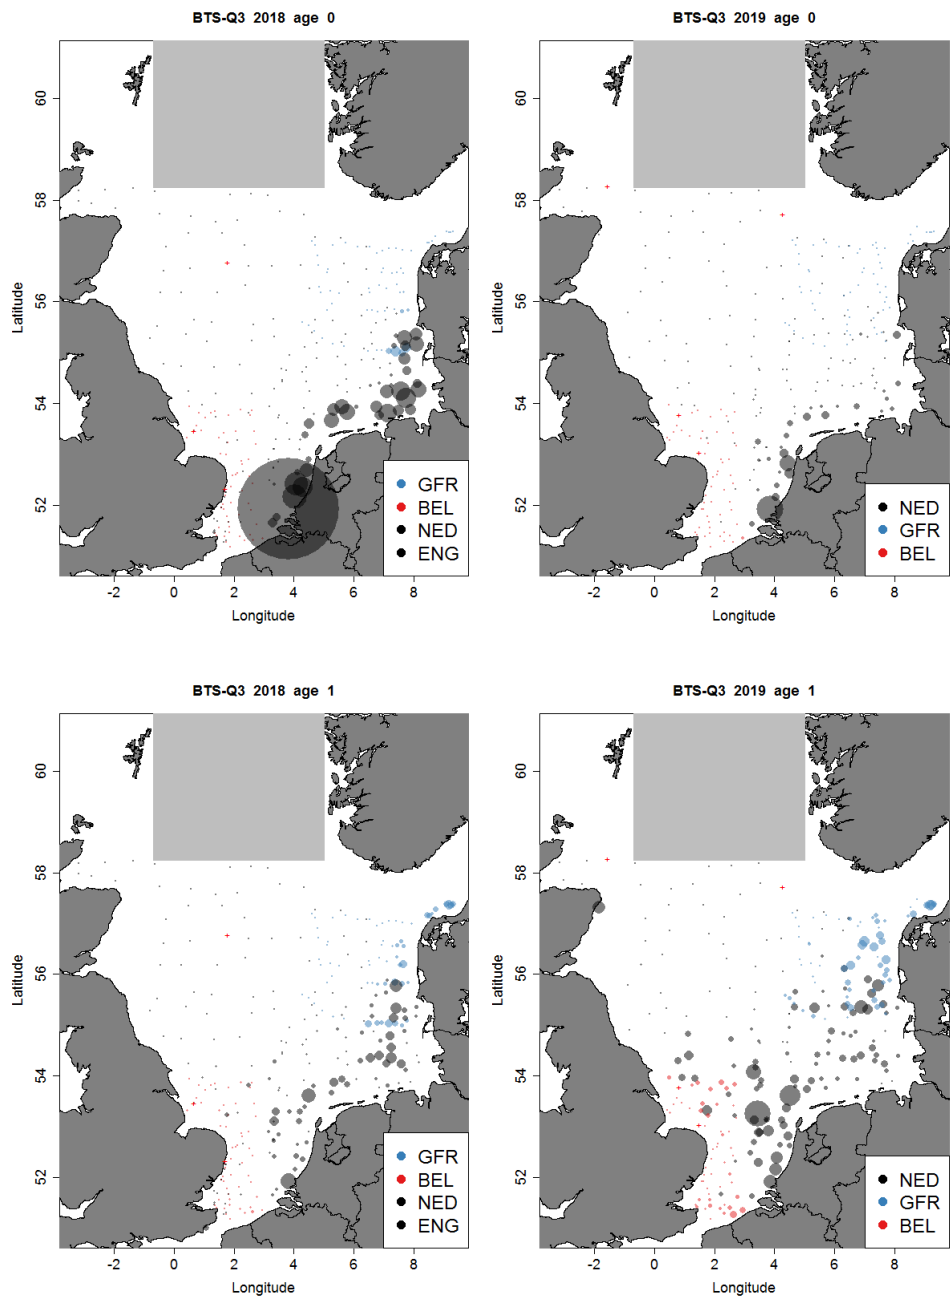 BTS-Q3 2018 age 0
60
58
56
54
52
Latitude
-2 0 2 4 6 8
Longitude
GFR
BEL
NED
ENG
BTS-Q3 2019 age 0
60
58
56
54
52
Latitude
-2 0 2 4 6 8
Longitude
NED
GFR
BEL
BTS-Q3 2018 age 1
60
58
56
54
52
Latitude
-2 0 2 4 6 8
Longitude
GFR
BEL
NED
ENG
BTS-Q3 2019 age 1
60
58
56
54
52
Latitude
-2 0 2 4 6 8
Longitude
NED
GFR
BEL